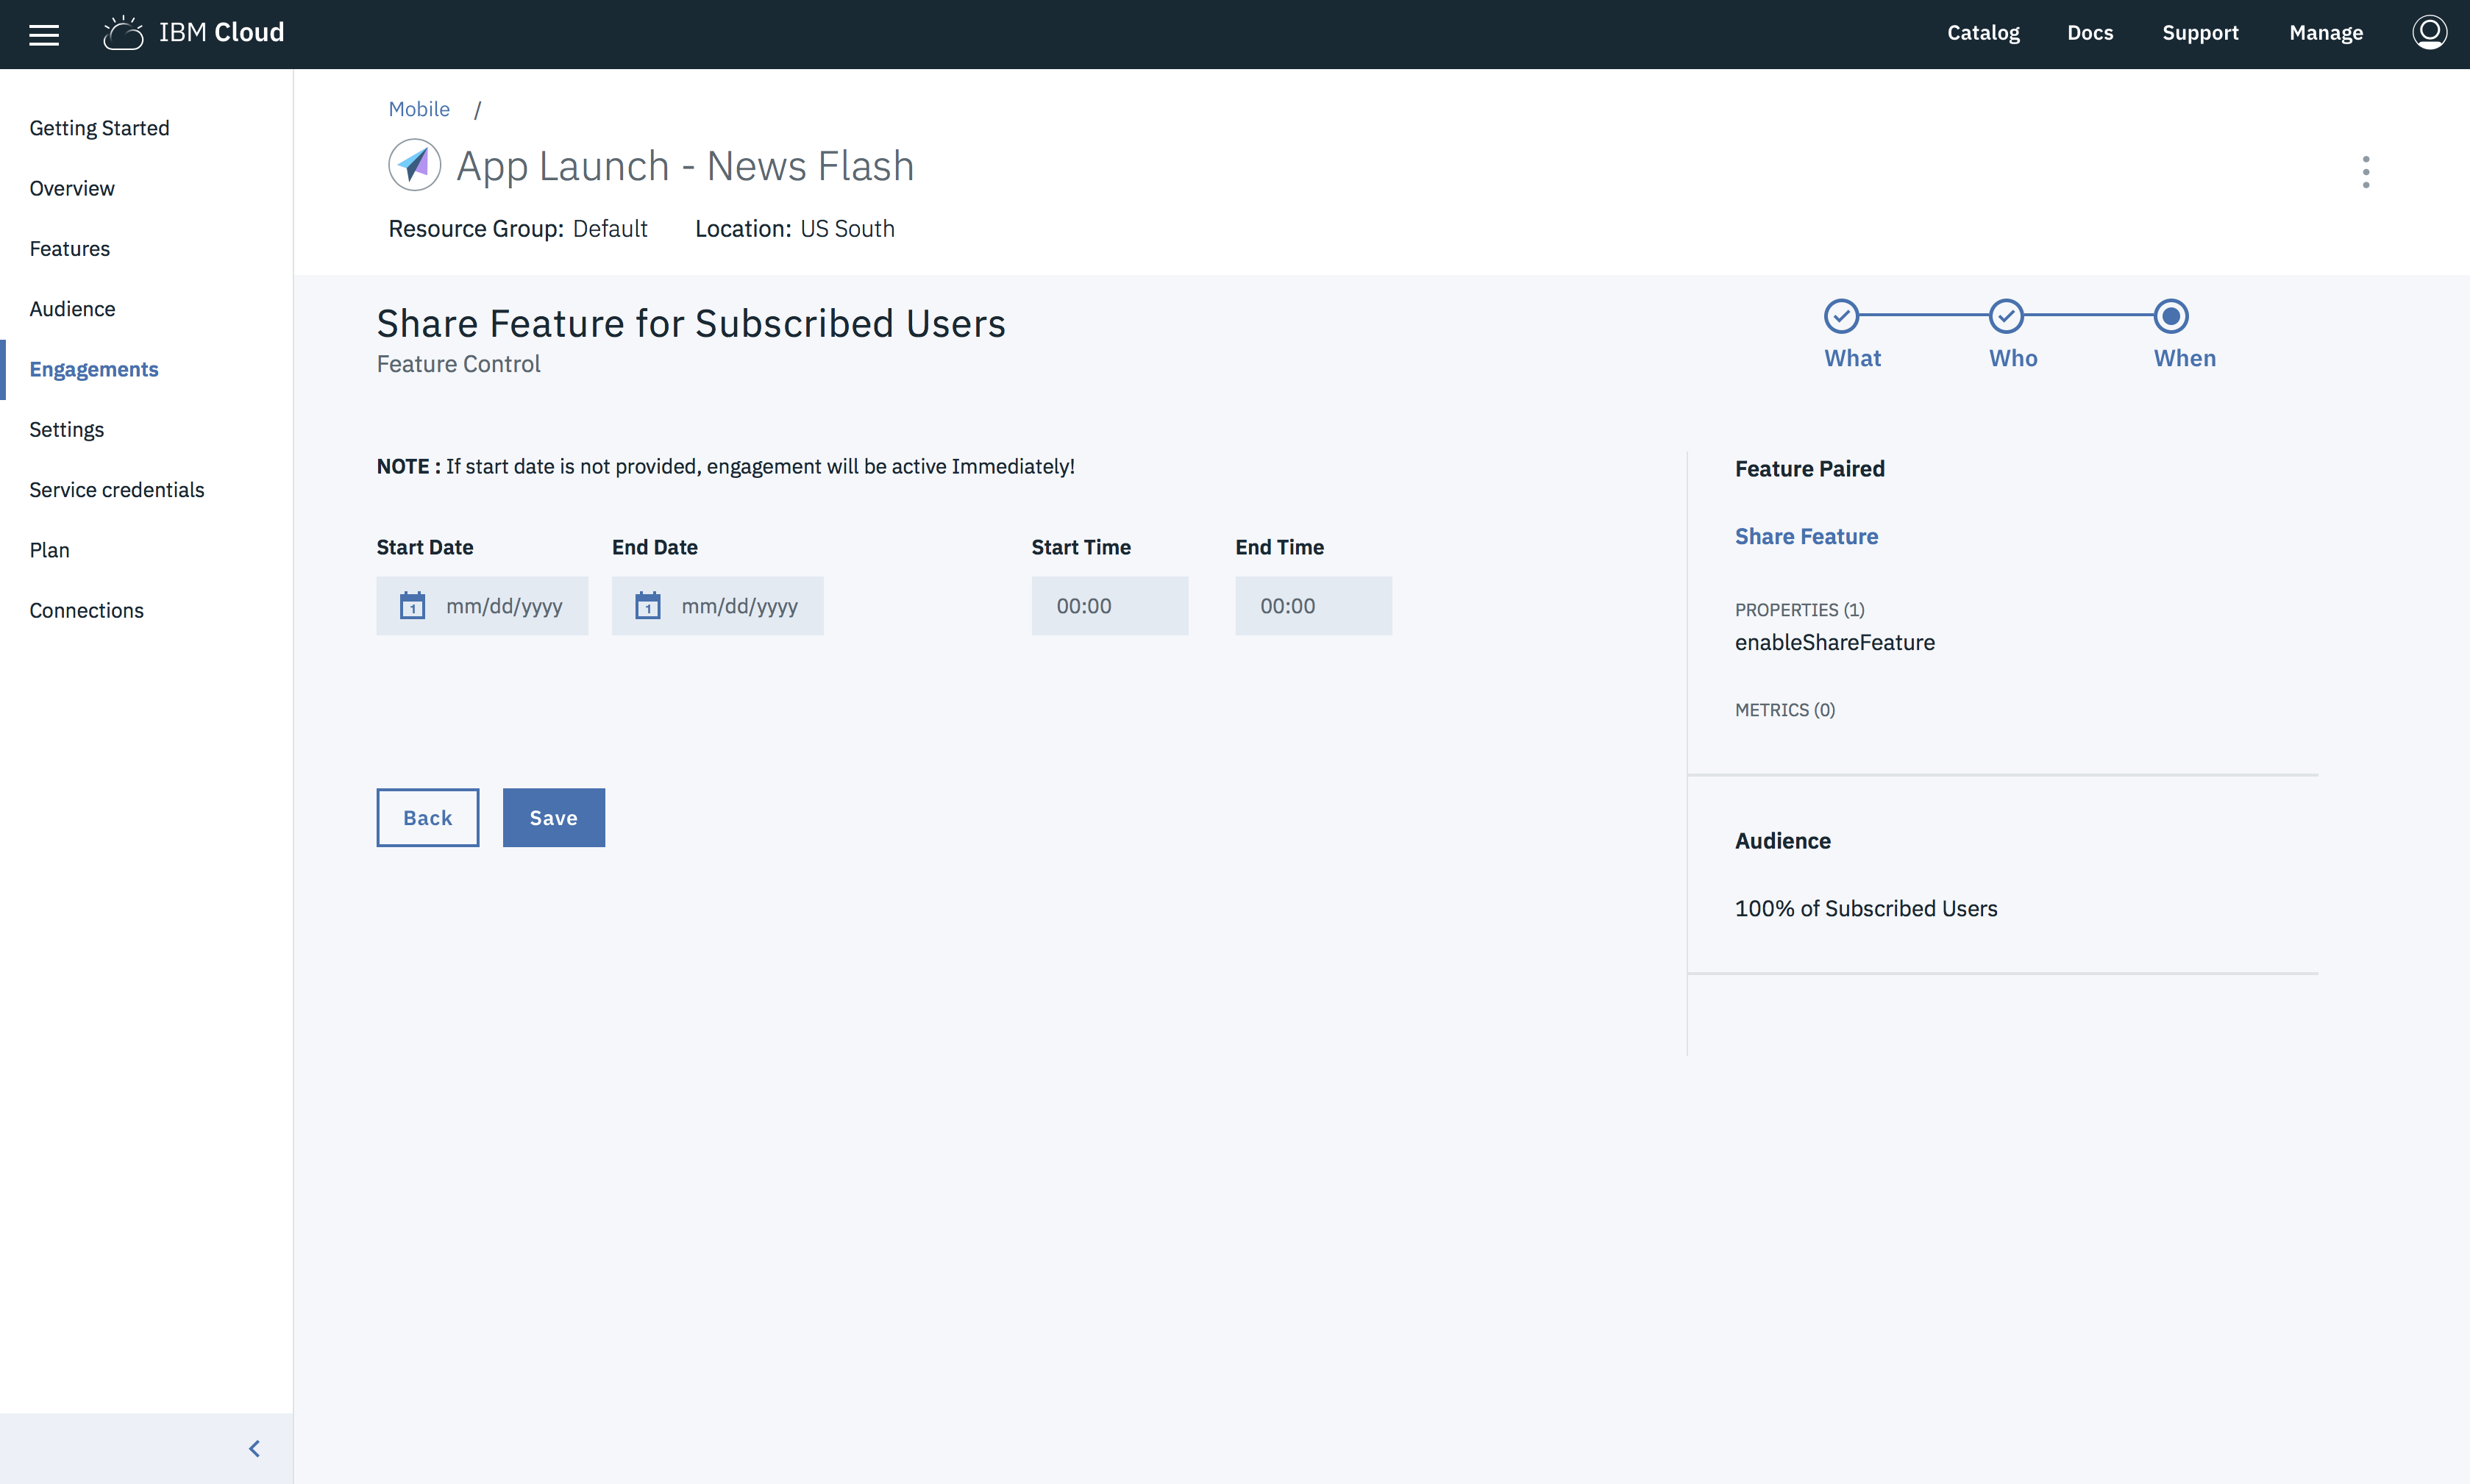 IBM Cloud
Catalog Docs Support Manage
Getting Started
Overview
Features
Audience
Engagements
Settings
Service credentials
Plan
Connections
Mobile /
App Launch - News Flash
Resource Group: Default Location: US South
Share Feature for Subscribed Users
Feature Control
What Who When
NOTE : If start date is not provided, engagement will be active Immediately!
Start Date End Date Start Time End Time
1 mm/dd/yyyy 1 mm/dd/yyyy 00:00 00:00
Back Save
Feature Paired
Share Feature
PROPERTIES (1)
enableShareFeature
METRICS (0)
Audience
100% of Subscribed Users